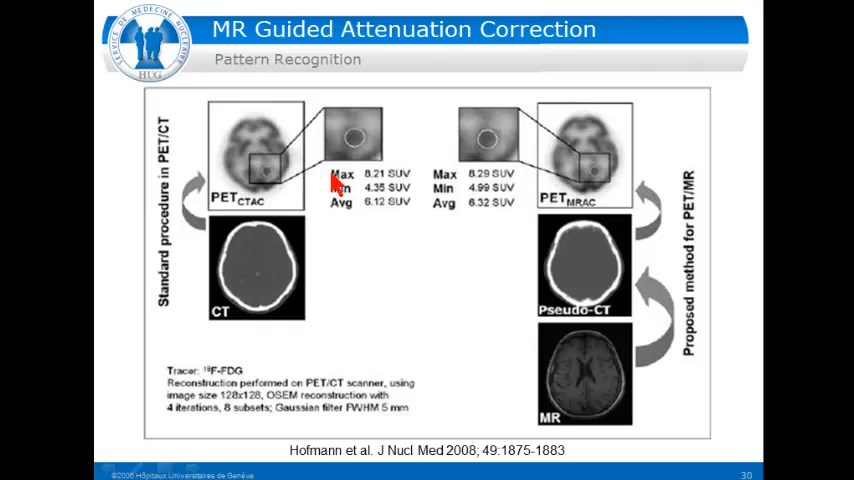 MR Guided Attenuation Correction
Pattern Recognition
SERVICE DE MEDECINE NUCLEAIRE
HUG
Standard procedure in PET/CT
PET CTAC
Max 8.21 SUV
Min 4.35 SUV
Avg 6.12 SUV
CT
Max 8.29 SUV
Min 4.99 SUV
Avg 6.32 SUV
PET MRAC
Pseudo-CT
MR
Proposed method for PET/MR
Tracer: ¹⁸F-FDG
Reconstruction performed on PET/CT scanner, using
image size 128x128, OSEM reconstruction with
4 iterations, 8 subsets; Gaussian filter FWHM 5 mm
Hofmann et al. J Nucl Med 2008; 49:1875-1883
©2006 Hôpitaux Universitaires de Genève
30